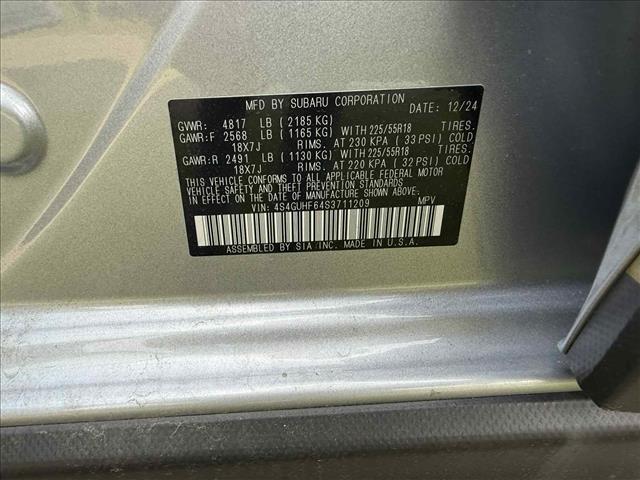 MFD BY SUBARU CORPORATION DATE: 12/24
GVWR: 4817 LB (2185 KG)
GAWR:F 2568 LB (1165 KG) WITH 225/55R18 TIRES.
18X7J RIMS. AT 230 KPA (33 PSI) COLD
GAWR:R 2491 LB (1130 KG) WITH 225/55R18 TIRES.
18X7J RIMS. AT 220 KPA (32 PSI) COLD
THIS VEHICLE CONFORMS TO ALL APPLICABLE FEDERAL MOTOR
VEHICLE SAFETY AND THEFT PREVENTION STANDARDS
IN EFFECT ON THE DATE OF MANUFACTURE SHOWN ABOVE.
VIN: 4S4GUHF64S3711209 MPV
ASSEMBLED BY SIA INC. MADE IN U.S.A.